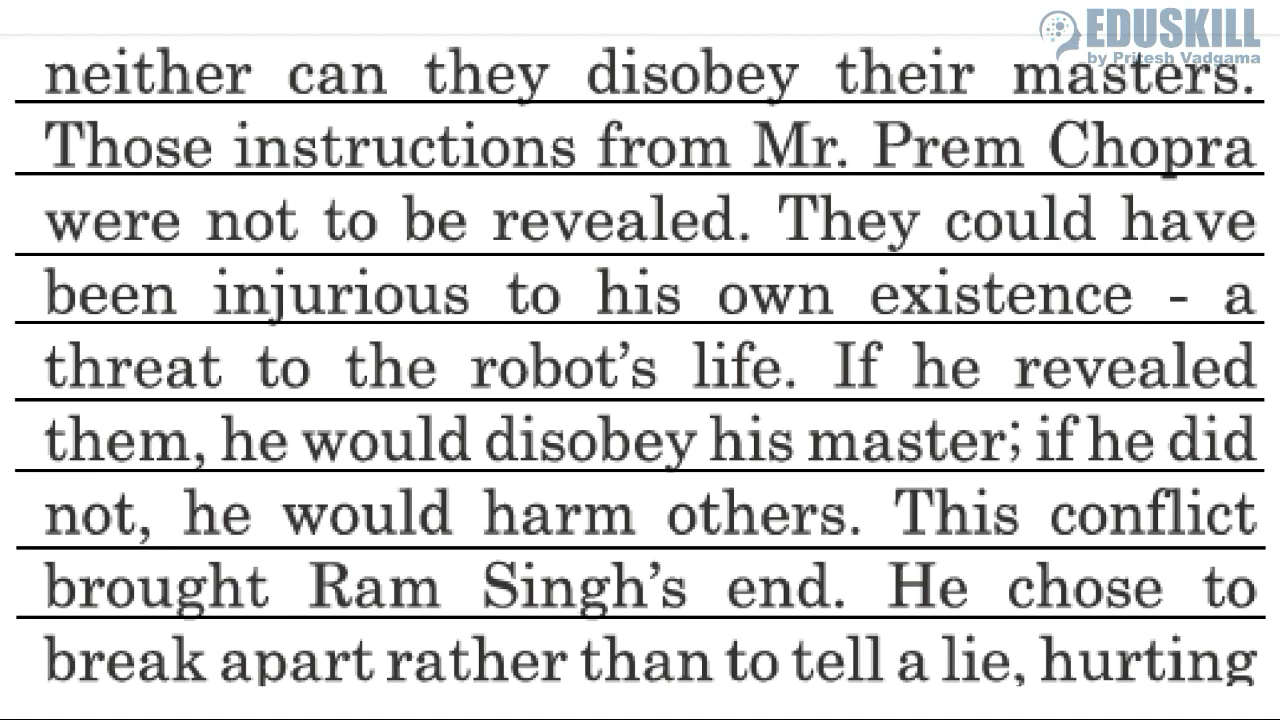 EDUSKILL
by Pritesh Vadgama
neither can they disobey their masters.
Those instructions from Mr. Prem Chopra
were not to be revealed. They could have
been injurious to his own existence - a
threat to the robot's life. If he revealed
them, he would disobey his master; if he did
not, he would harm others. This conflict
brought Ram Singh's end. He chose to
break apart rather than to tell a lie, hurting